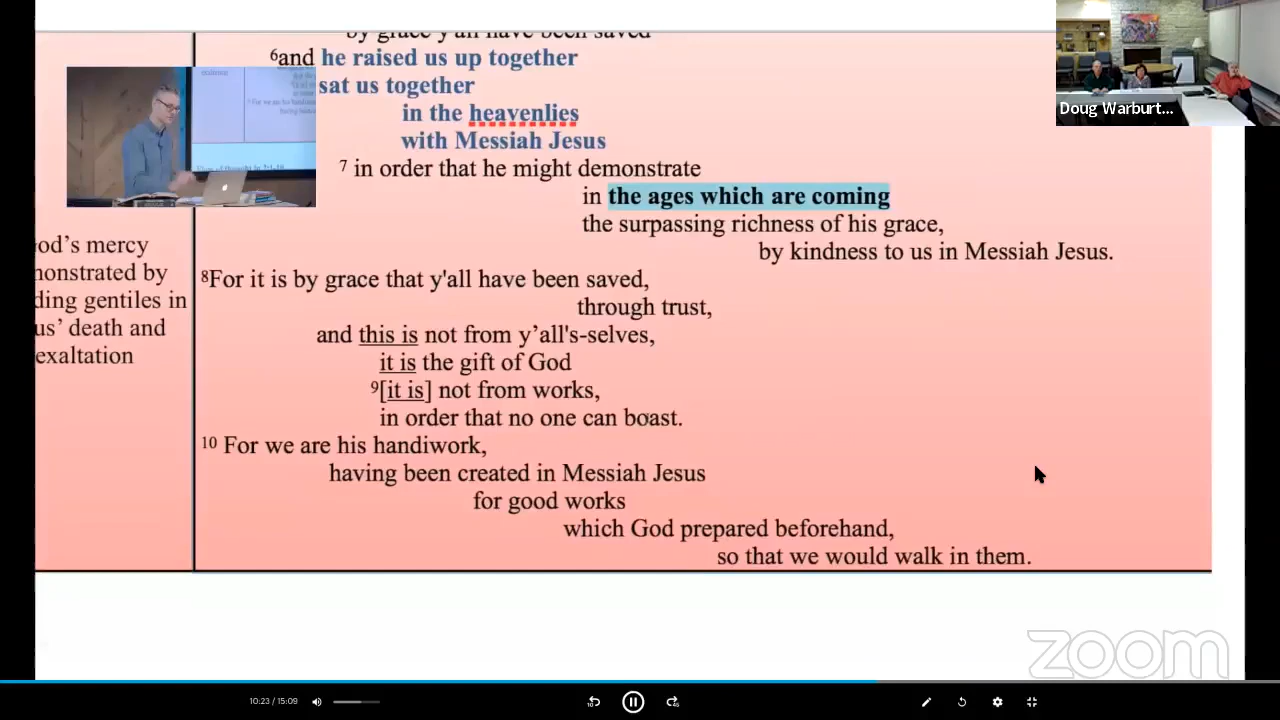 by grace y'all have been saved
6and he raised us up together
sat us together
in the heavenlies
with Messiah Jesus
7 in order that he might demonstrate
in the ages which are coming
the surpassing richness of his grace,
by kindness to us in Messiah Jesus.
8For it is by grace that y'all have been saved,
through trust,
and this is not from y’all's-selves,
it is the gift of God
9[it is] not from works,
in order that no one can boast.
10 For we are his handiwork,
having been created in Messiah Jesus
for good works
which God prepared beforehand,
so that we would walk in them.
od’s mercy
nonstrated by
ding gentiles in
us’ death and
exaltation
Doug Warburt...
zoom
10:23 / 15:09